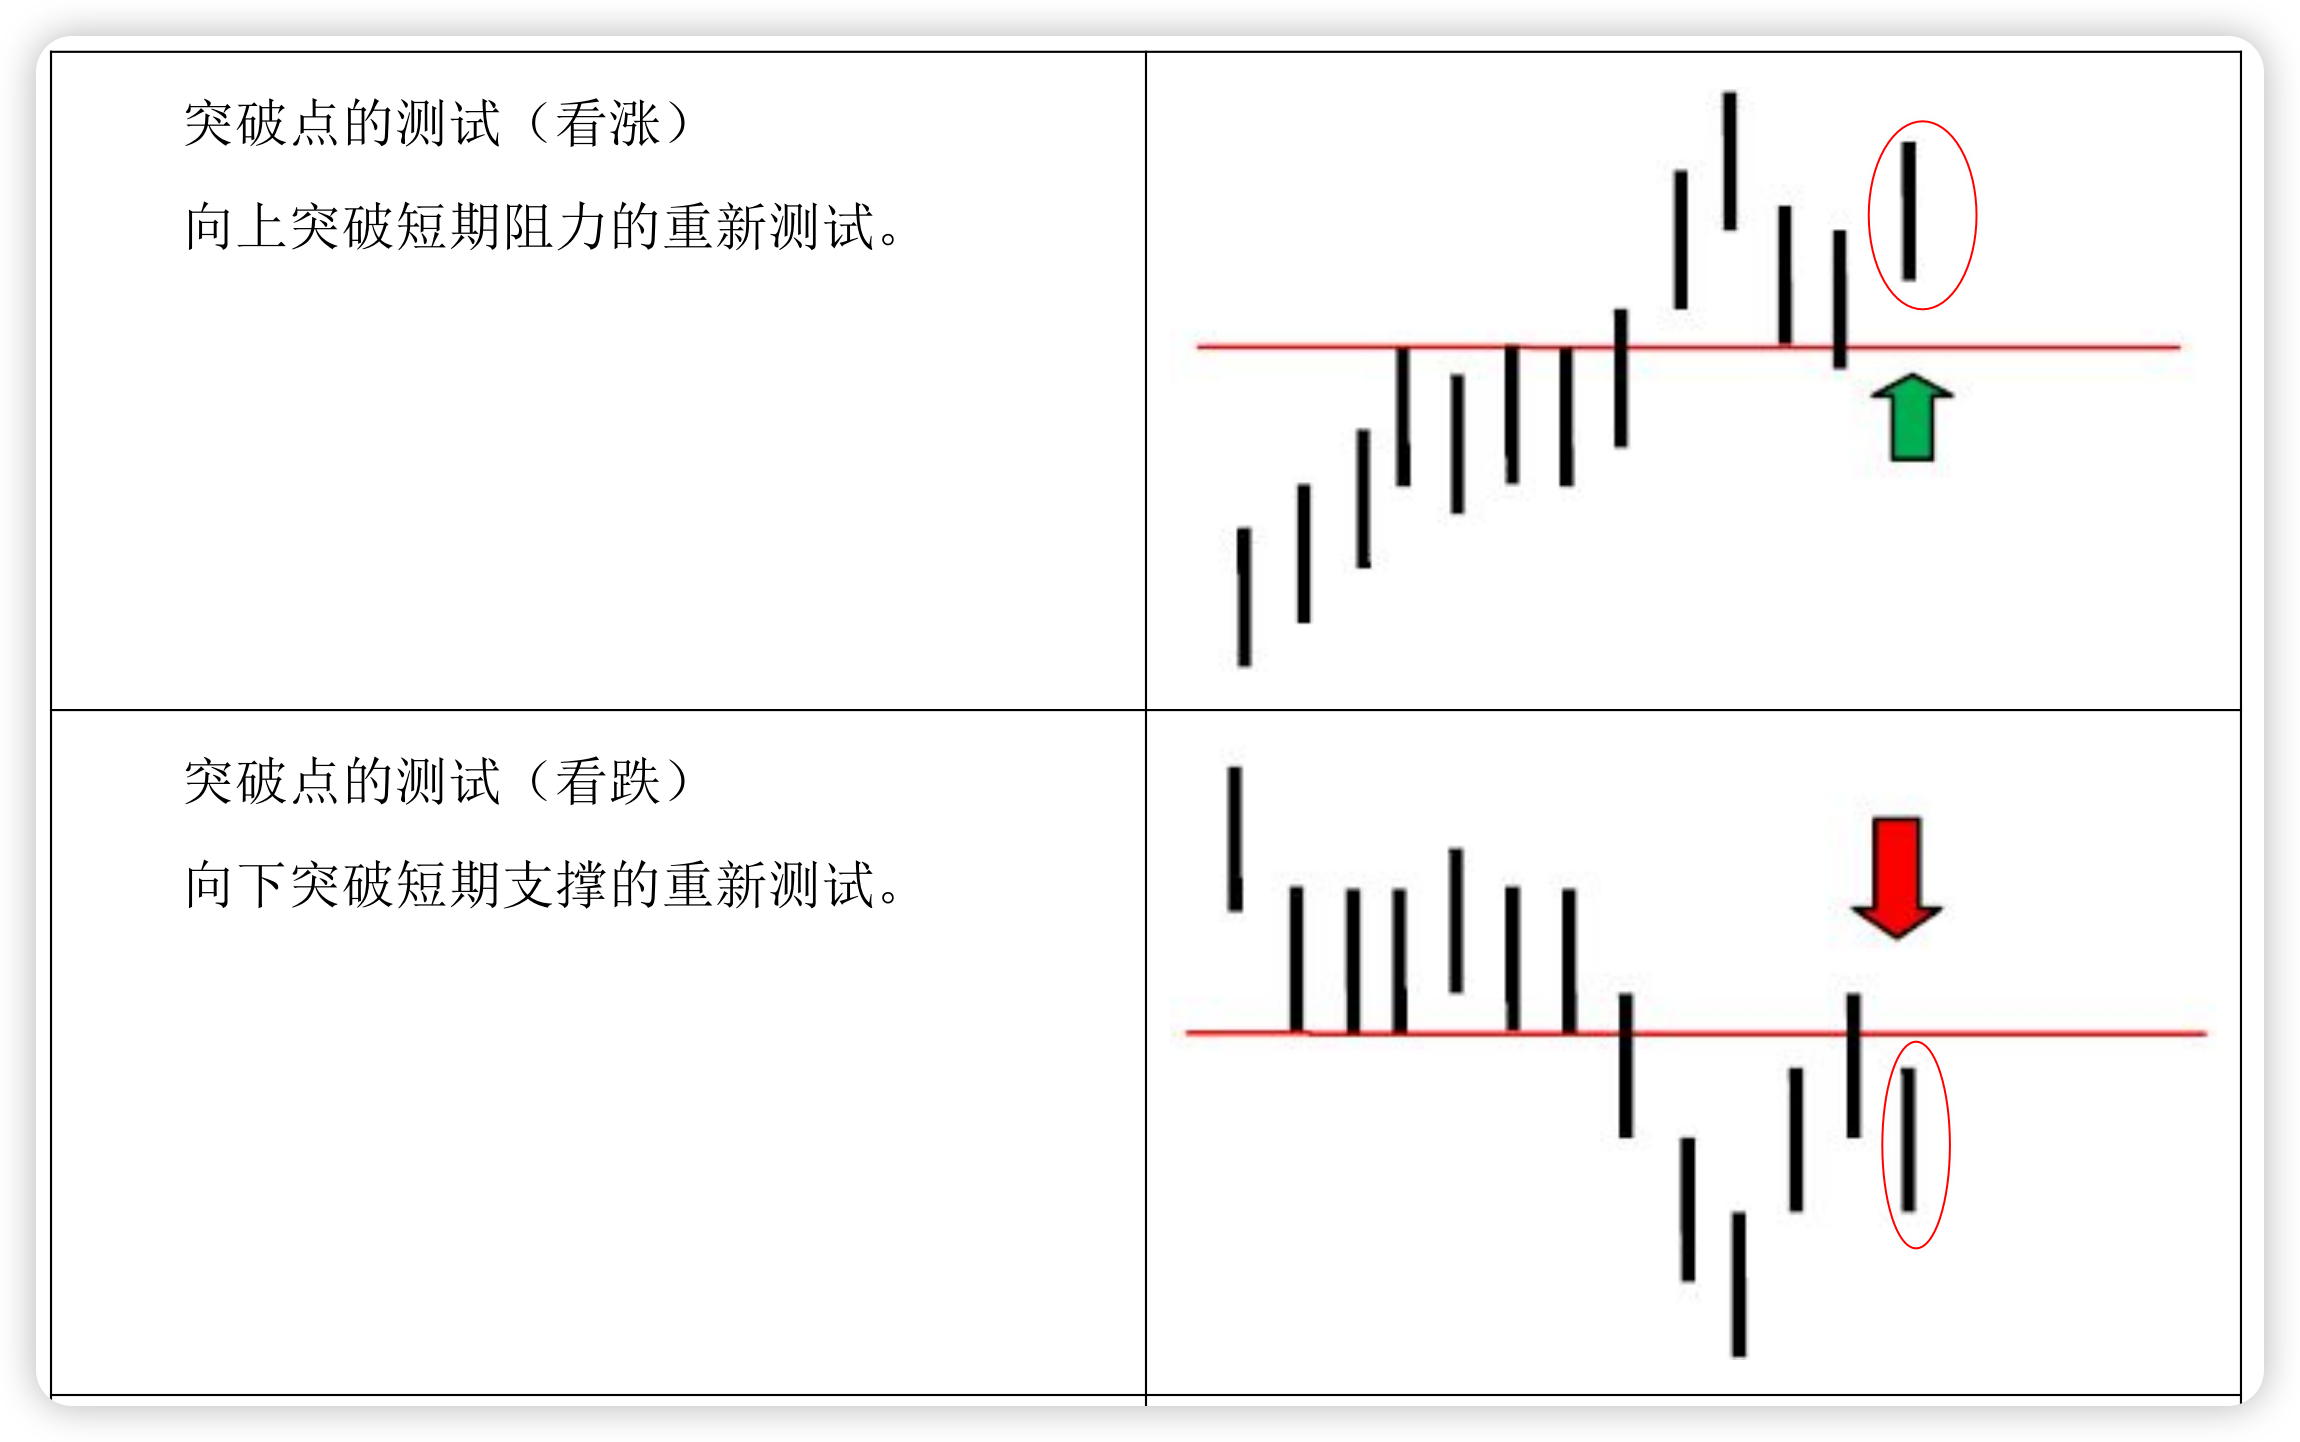 突破点的测试（看涨）
向上突破短期阻力的重新测试。
突破点的测试（看跌）
向下突破短期支撑的重新测试。